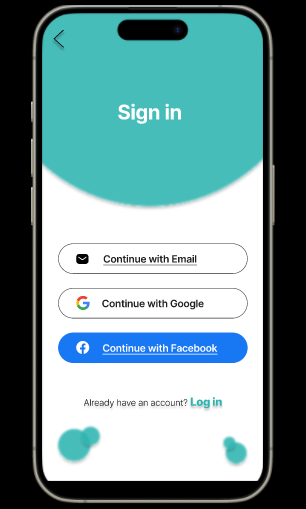 Sign in
Continue with Email
Continue with Google
Continue with Facebook
Already have an account? Log in